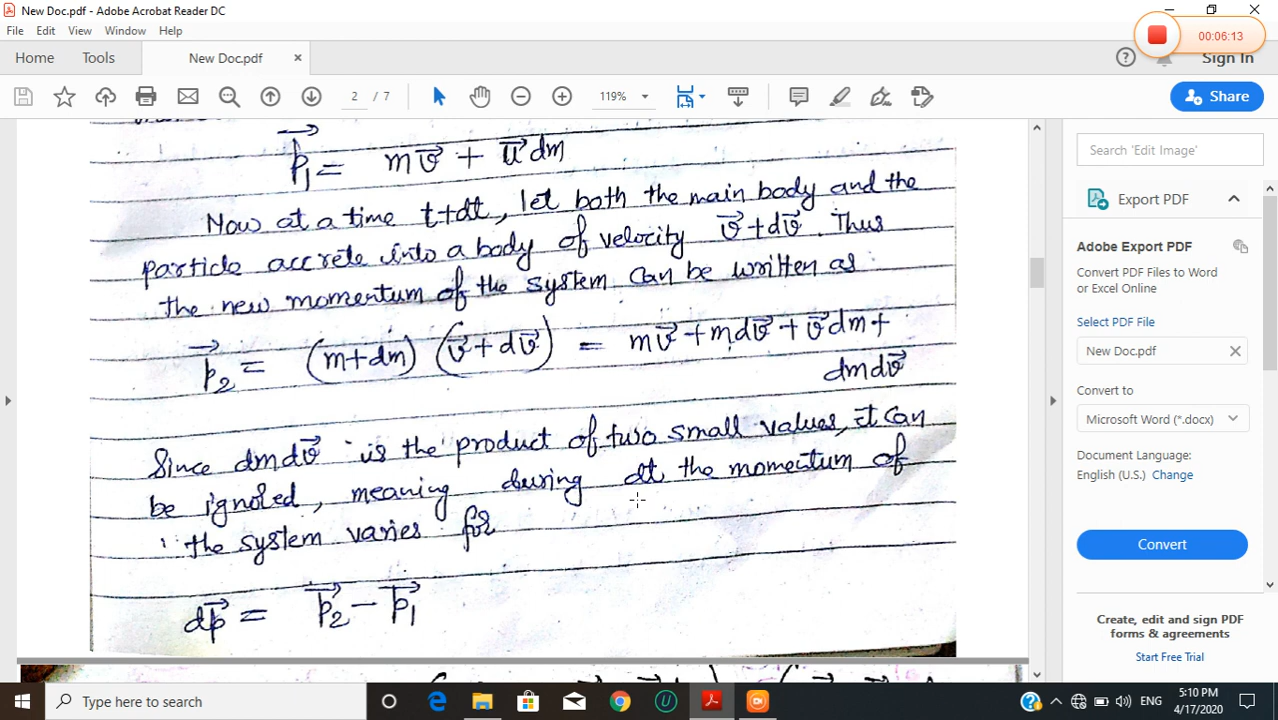 New Doc.pdf - Adobe Acrobat Reader DC
File Edit View Window Help
00:06:13
Home Tools New Doc.pdf × Sign In
2 / 7 119% Share
p⃗₁ = mv⃗ + u⃗dm
Now at a time t+dt, let both the main body and the
particle accrete into a body of velocity v⃗+dv⃗. Thus
the new momentum of the system can be written as:
p⃗₂ = (m+dm) (v⃗+dv⃗) = mv⃗+mdv⃗+v⃗dm+
dmdv⃗
Since dmdv⃗ is the product of two small values, it can
be ignored, meaning during dt the momentum of
the system varies for
dp⃗ = p⃗₂ - p⃗₁
Search 'Edit Image'
Export PDF
Adobe Export PDF
Convert PDF Files to Word
or Excel Online
Select PDF File
New Doc.pdf ×
Convert to
Microsoft Word (*.docx)
Document Language:
English (U.S.) Change
Convert
Create, edit and sign PDF
forms & agreements
Start Free Trial
Type here to search
ENG
5:10 PM
4/17/2020